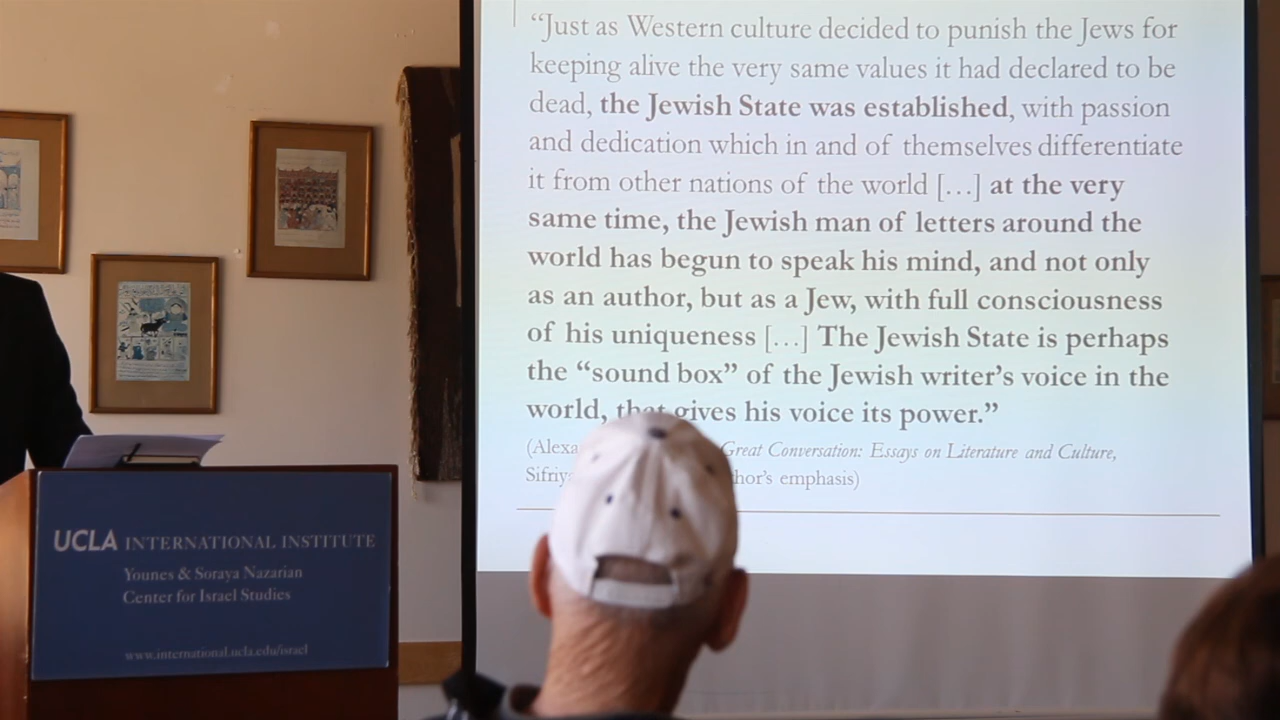 “Just as Western culture decided to punish the Jews for
keeping alive the very same values it had declared to be
dead, the Jewish State was established, with passion
and dedication which in and of themselves differentiate
it from other nations of the world […] at the very
same time, the Jewish man of letters around the
world has begun to speak his mind, and not only
as an author, but as a Jew, with full consciousness
of his uniqueness […] The Jewish State is perhaps
the “sound box” of the Jewish writer’s voice in the
world, that gives his voice its power.”
(Alexa Great Conversation: Essays on Literature and Culture,
Sifriy hor’s emphasis)
UCLA INTERNATIONAL INSTITUTE
Younes & Soraya Nazarian
Center for Israel Studies
www.international.ucla.edu/israel